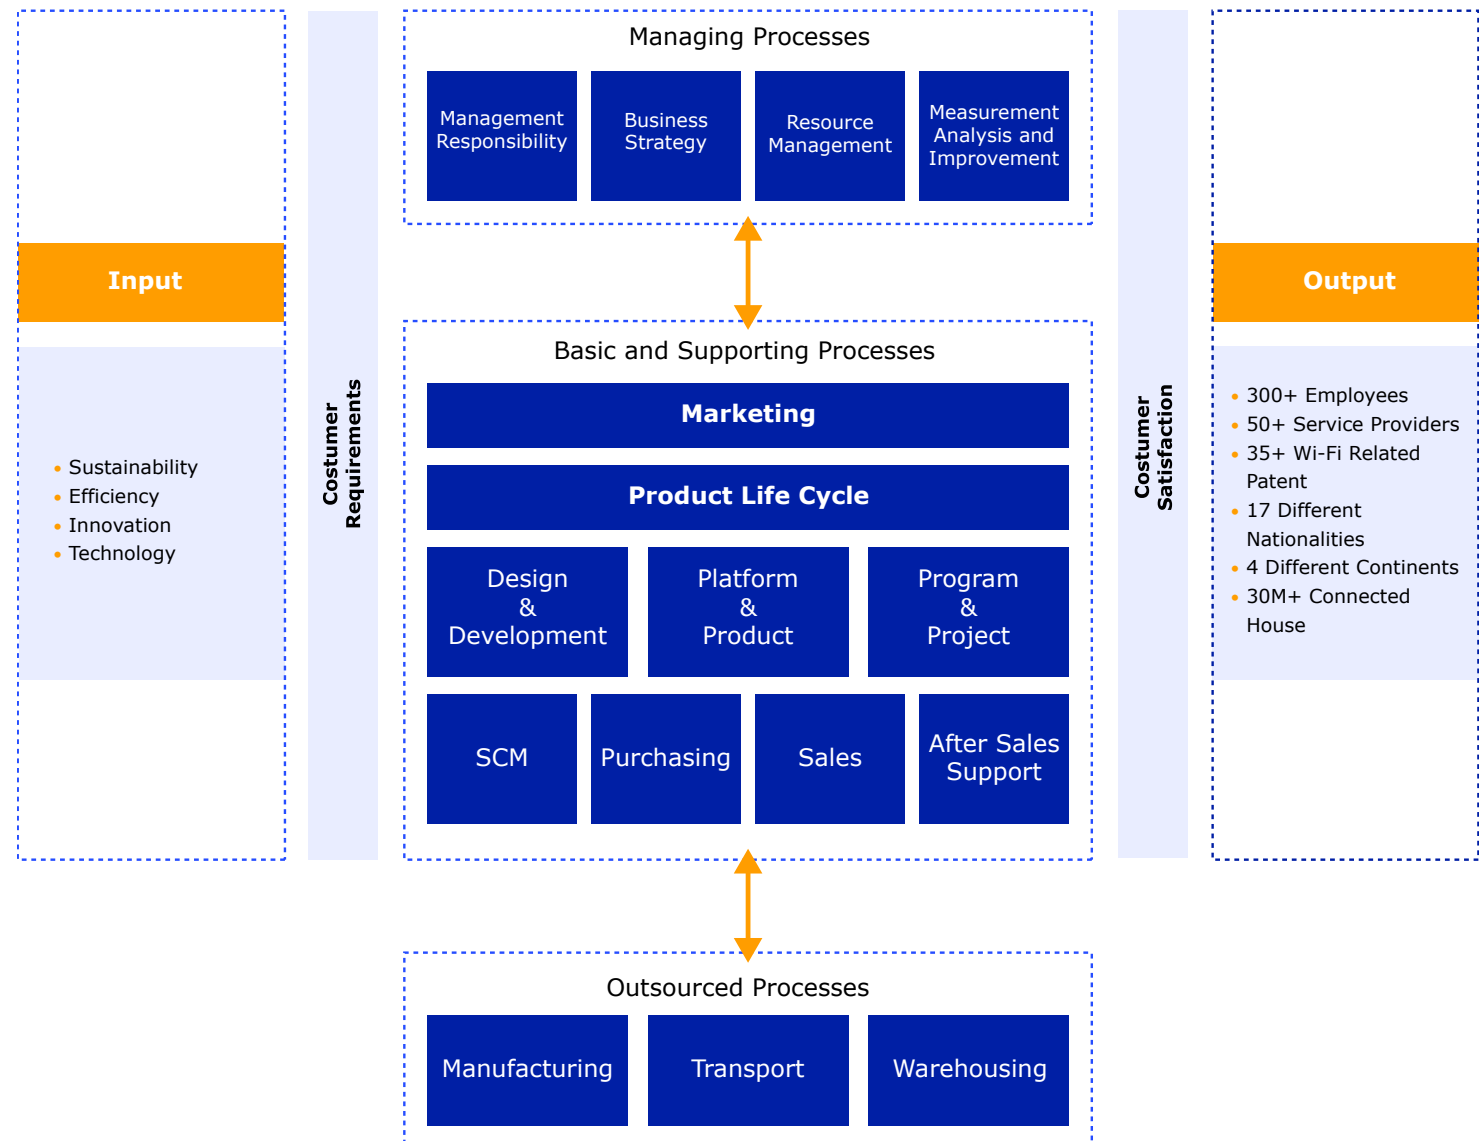 Input
• Sustainability
• Efficiency
• Innovation
• Technology
Costumer
Requirements
Managing Processes
Management
Responsibility
Business
Strategy
Resource
Management
Measurement
Analysis and
Improvement
Basic and Supporting Processes
Marketing
Product Life Cycle
Design
&
Development
Platform
&
Product
Program
&
Project
SCM
Purchasing
Sales
After Sales
Support
Outsourced Processes
Manufacturing
Transport
Warehousing
Costumer
Satisfaction
Output
• 300+ Employees
• 50+ Service Providers
• 35+ Wi-Fi Related
Patent
• 17 Different
Nationalities
• 4 Different Continents
• 30M+ Connected
House